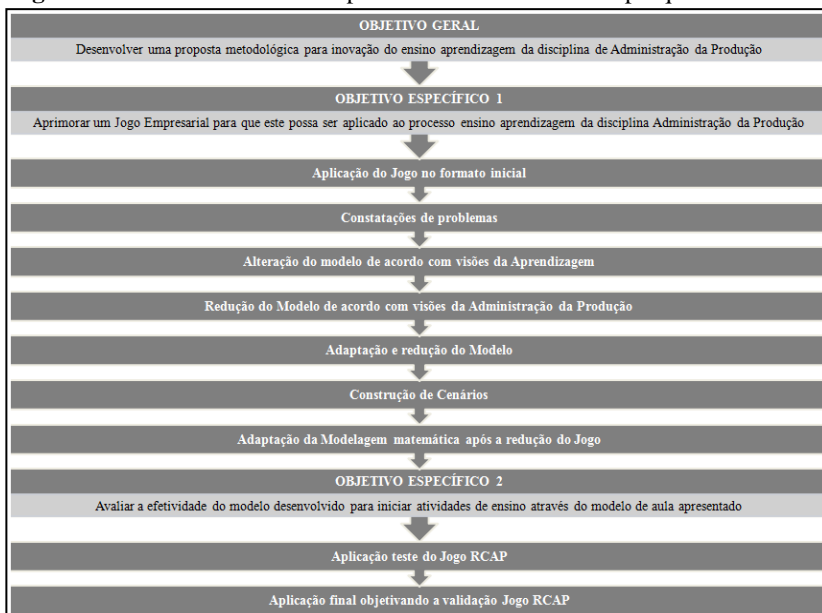 OBJETIVO GERAL
Desenvolver uma proposta metodológica para inovação do ensino aprendizagem da disciplina de Administração da Produção
OBJETIVO ESPECÍFICO 1
Aprimorar um Jogo Empresarial para que este possa ser aplicado ao processo ensino aprendizagem da disciplina Administração da Produção
Aplicação do Jogo no formato inicial
Constatações de problemas
Alteração do modelo de acordo com visões da Aprendizagem
Redução do Modelo de acordo com visões da Administração da Produção
Adaptação e redução do Modelo
Construção de Cenários
Adaptação da Modelagem matemática após a redução do Jogo
OBJETIVO ESPECÍFICO 2
Avaliar a efetividade do modelo desenvolvido para iniciar atividades de ensino através do modelo de aula apresentado
Aplicação teste do Jogo RCAP
Aplicação final objetivando a validação Jogo RCAP